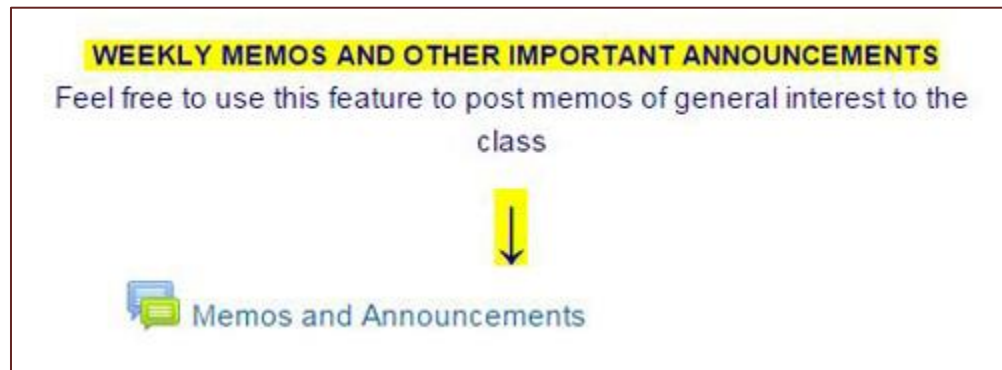 WEEKLY MEMOS AND OTHER IMPORTANT ANNOUNCEMENTS
Feel free to use this feature to post memos of general interest to the
class
↓
Memos and Announcements